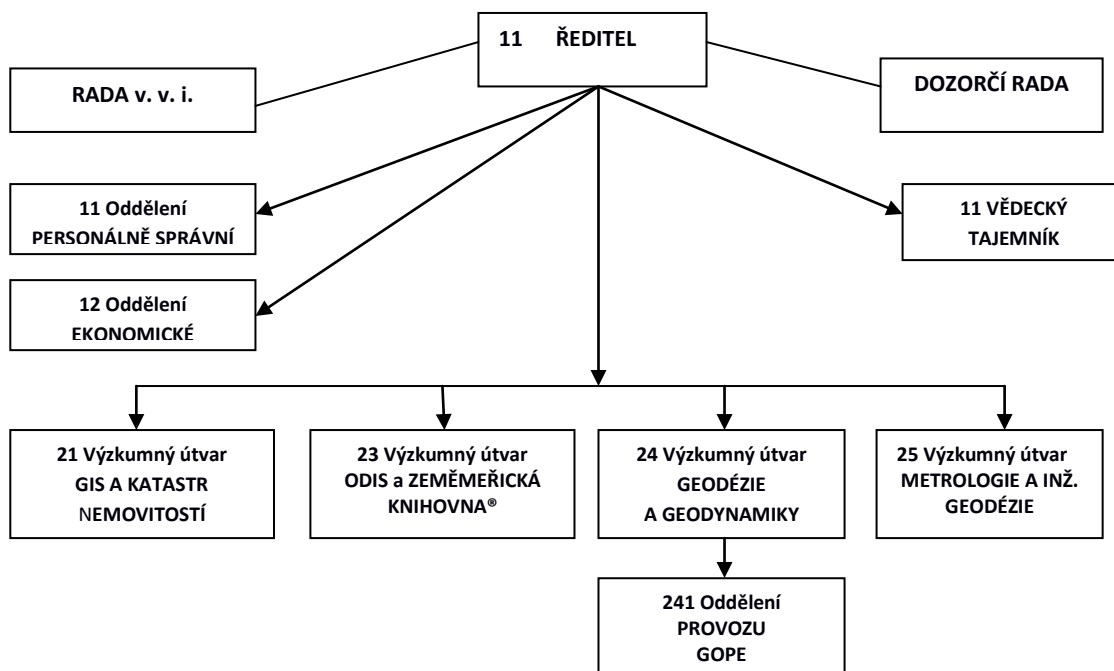 11 ŘEDITEL
RADA v. v. i.
DOZORČÍ RADA
11 Oddělení
PERSONÁLNĚ SPRÁVNÍ
11 VĚDECKÝ
TAJEMNÍK
12 Oddělení
EKONOMICKÉ
21 Výzkumný útvar
GIS A KATASTR
NEMOVITOSTÍ
23 Výzkumný útvar
ODIS a ZEMĚMĚŘICKÁ
KNIHOVNA®
24 Výzkumný útvar
GEODÉZIE
A GEODYNAMIKY
25 Výzkumný útvar
METROLOGIE A INŽ.
GEODÉZIE
241 Oddělení
PROVOZU
GOPE